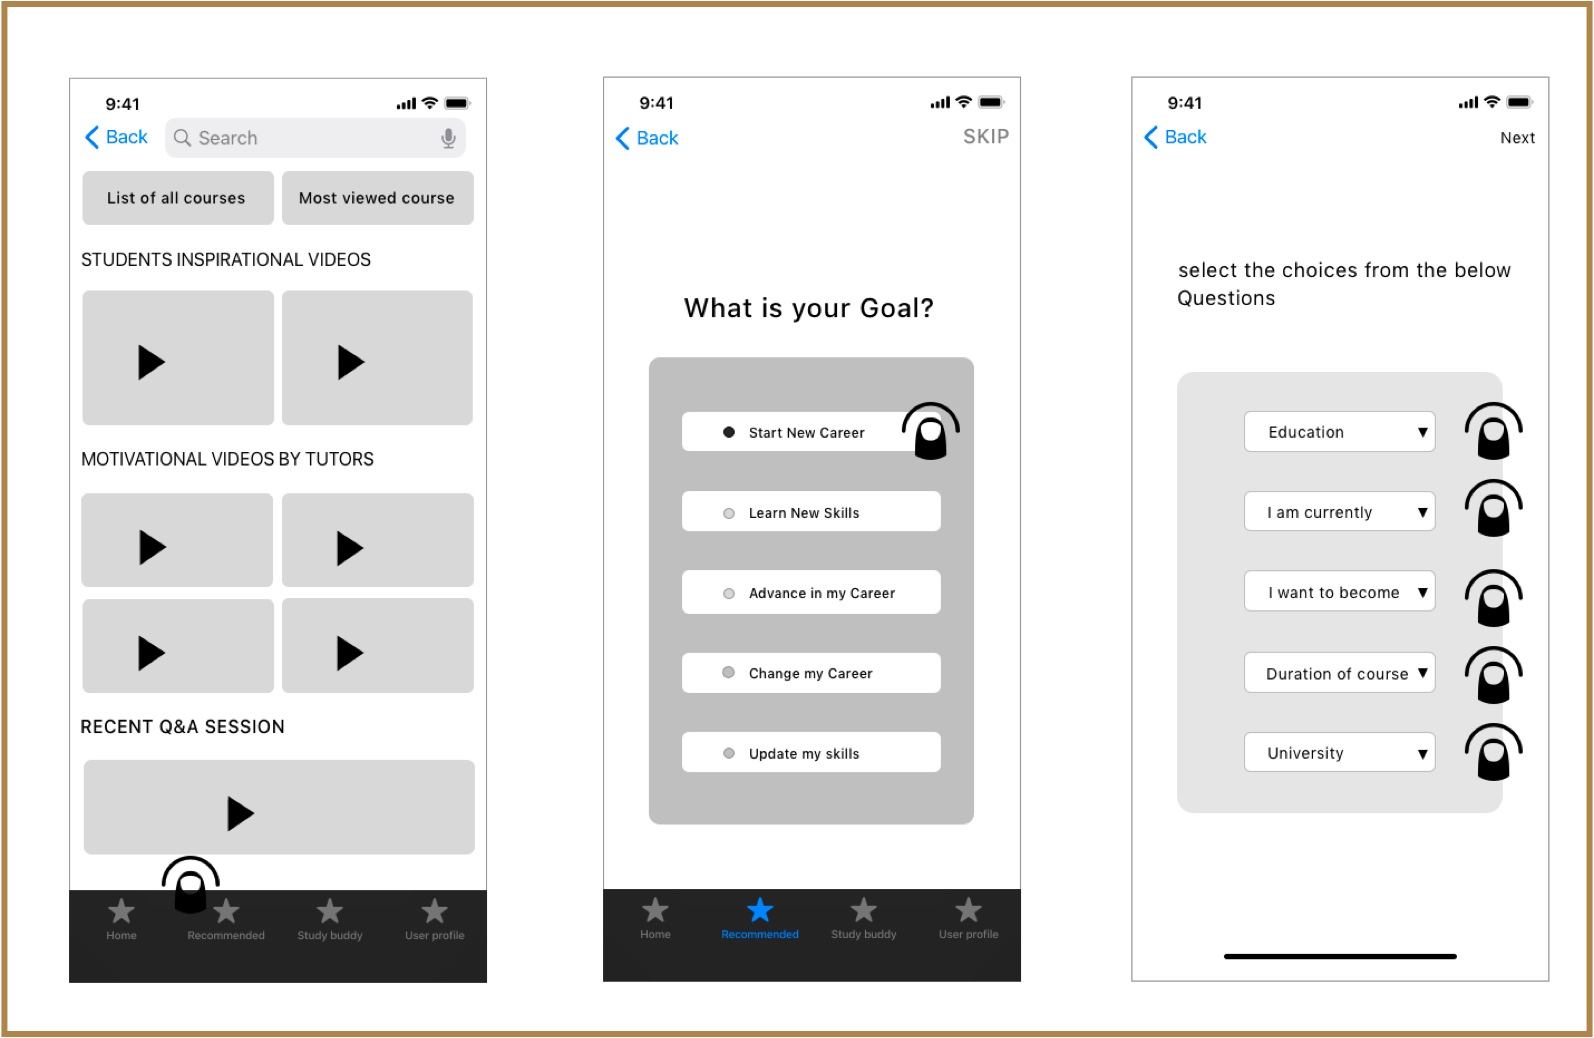 9:41
Back
Search
List of all courses
Most viewed course
STUDENTS INSPIRATIONAL VIDEOS
MOTIVATIONAL VIDEOS BY TUTORS
RECENT Q&A SESSION
Home
Recommended
Study buddy
User profile
9:41
Back
SKIP
What is your Goal?
Start New Career
Learn New Skills
Advance in my Career
Change my Career
Update my skills
Home
Recommended
Study buddy
User profile
9:41
Back
Next
select the choices from the below
Questions
Education
I am currently
I want to become
Duration of course
University